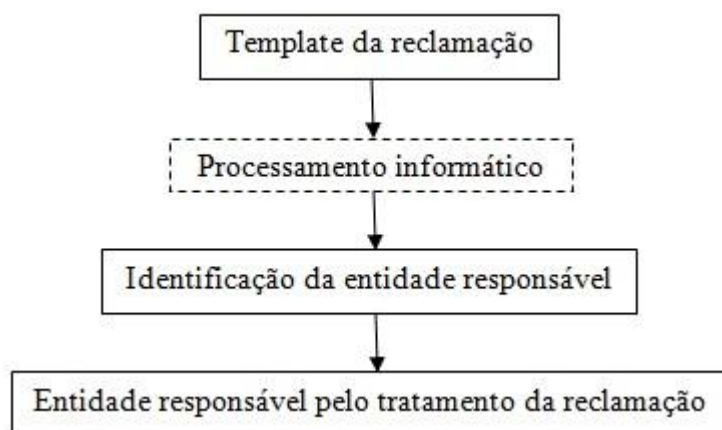 Template da reclamação
Processamento informático
Identificação da entidade responsável
Entidade responsável pelo tratamento da reclamação